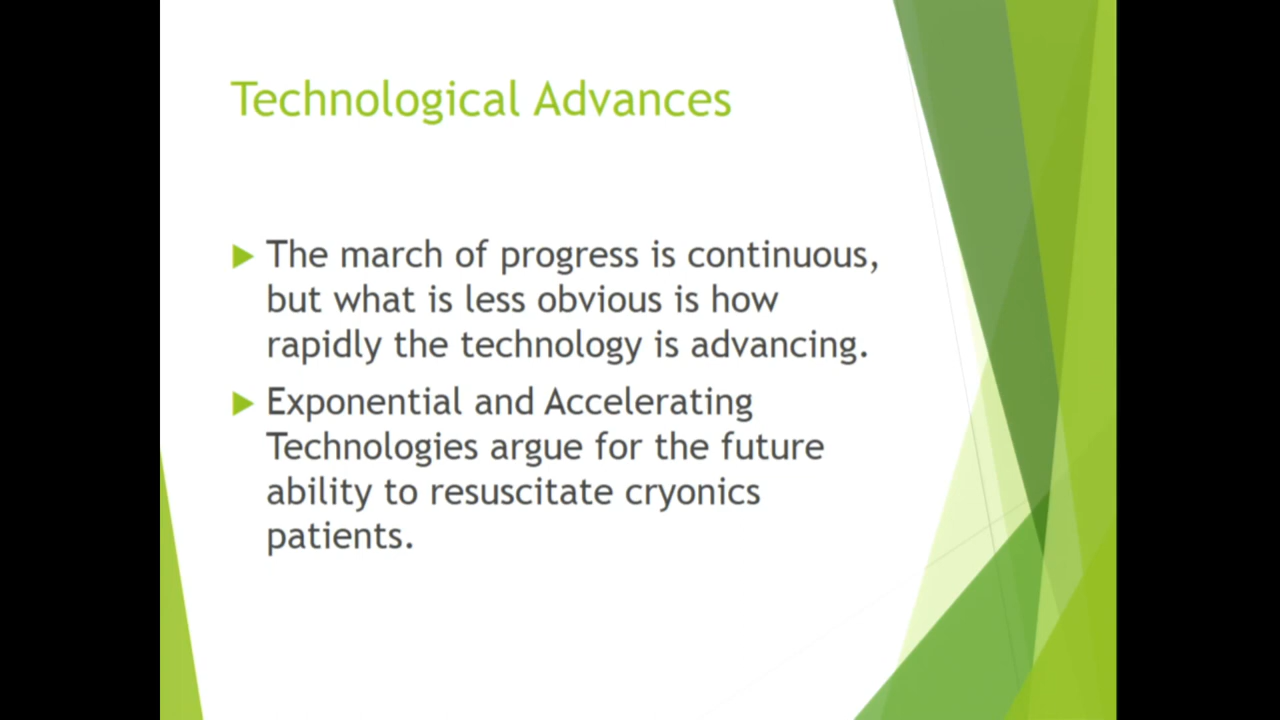 Technological Advances
The march of progress is continuous,
but what is less obvious is how
rapidly the technology is advancing.
Exponential and Accelerating
Technologies argue for the future
ability to resuscitate cryonics
patients.